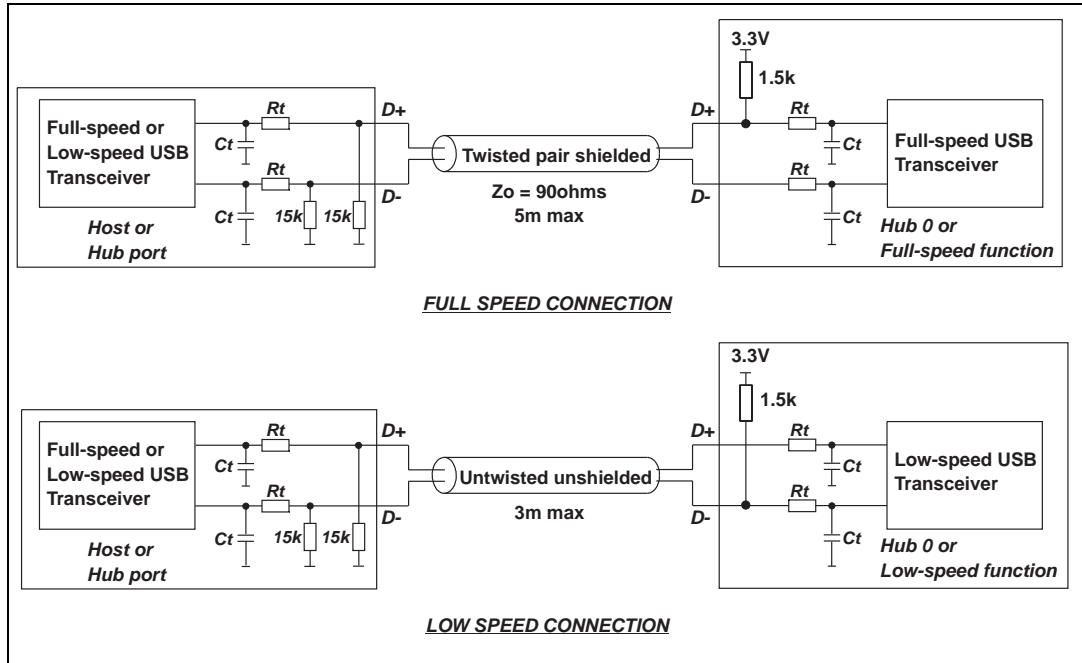 3.3V
1.5k
Rt
D+
D+
Rt
Full-speed or
Low-speed USB
Transceiver
Ct
Twisted pair shielded
Ct
Full-speed USB
Transceiver
Rt
D-
D-
Rt
Zo = 90ohms
5m max
Ct
15k
15k
Ct
Host or
Hub port
Hub 0 or
Full-speed function
FULL SPEED CONNECTION
3.3V
1.5k
Rt
D+
D+
Rt
Full-speed or
Low-speed USB
Transceiver
Ct
Untwisted unshielded
Ct
Low-speed USB
Transceiver
Rt
D-
D-
Rt
3m max
Ct
15k
15k
Ct
Host or
Hub port
Hub 0 or
Low-speed function
LOW SPEED CONNECTION